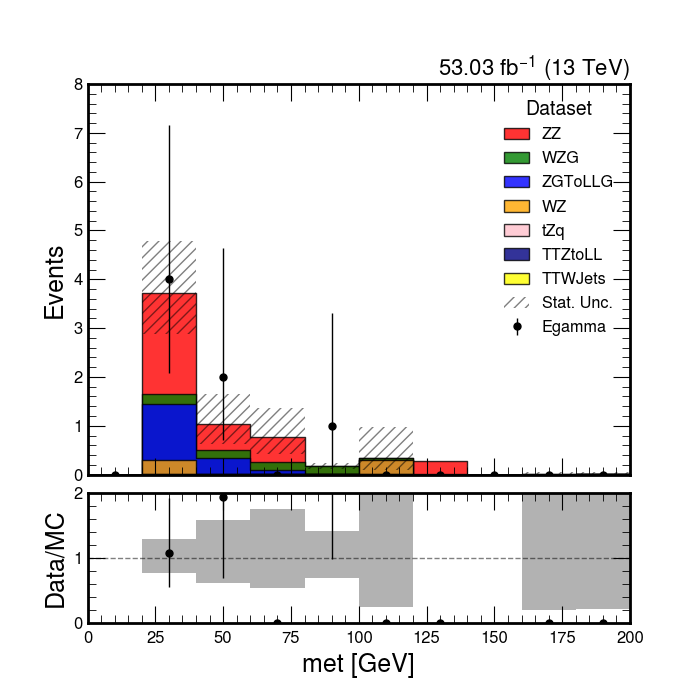 53.03 fb⁻¹ (13 TeV)
8
7
6
5
4
3
2
1
0
Events
Dataset
ZZ
WZG
ZGToLLG
WZ
tZq
TTZtoLL
TTWJets
Stat. Unc.
Egamma
2
1
0
Data/MC
0 25 50 75 100 125 150 175 200
met [GeV]